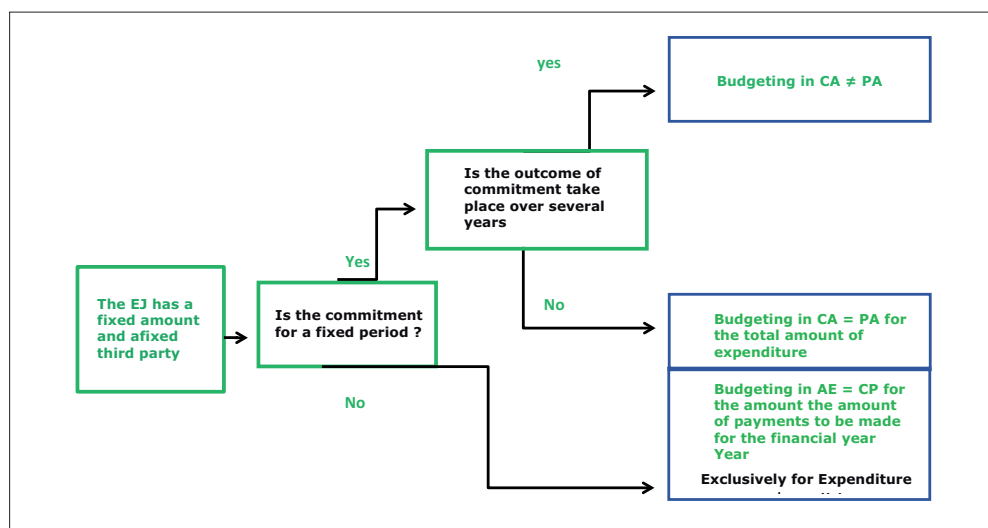 yes
Budgeting in CA ≠ PA
Is the outcome of
commitment take
place over several
years
Yes
The EJ has a
fixed amount
and afixed
third party
Is the commitment
for a fixed period ?
No
Budgeting in CA = PA for
the total amount of
expenditure
No
Budgeting in AE = CP for
the amount the amount
of payments to be made
for the financial year
Year
Exclusively for Expenditure